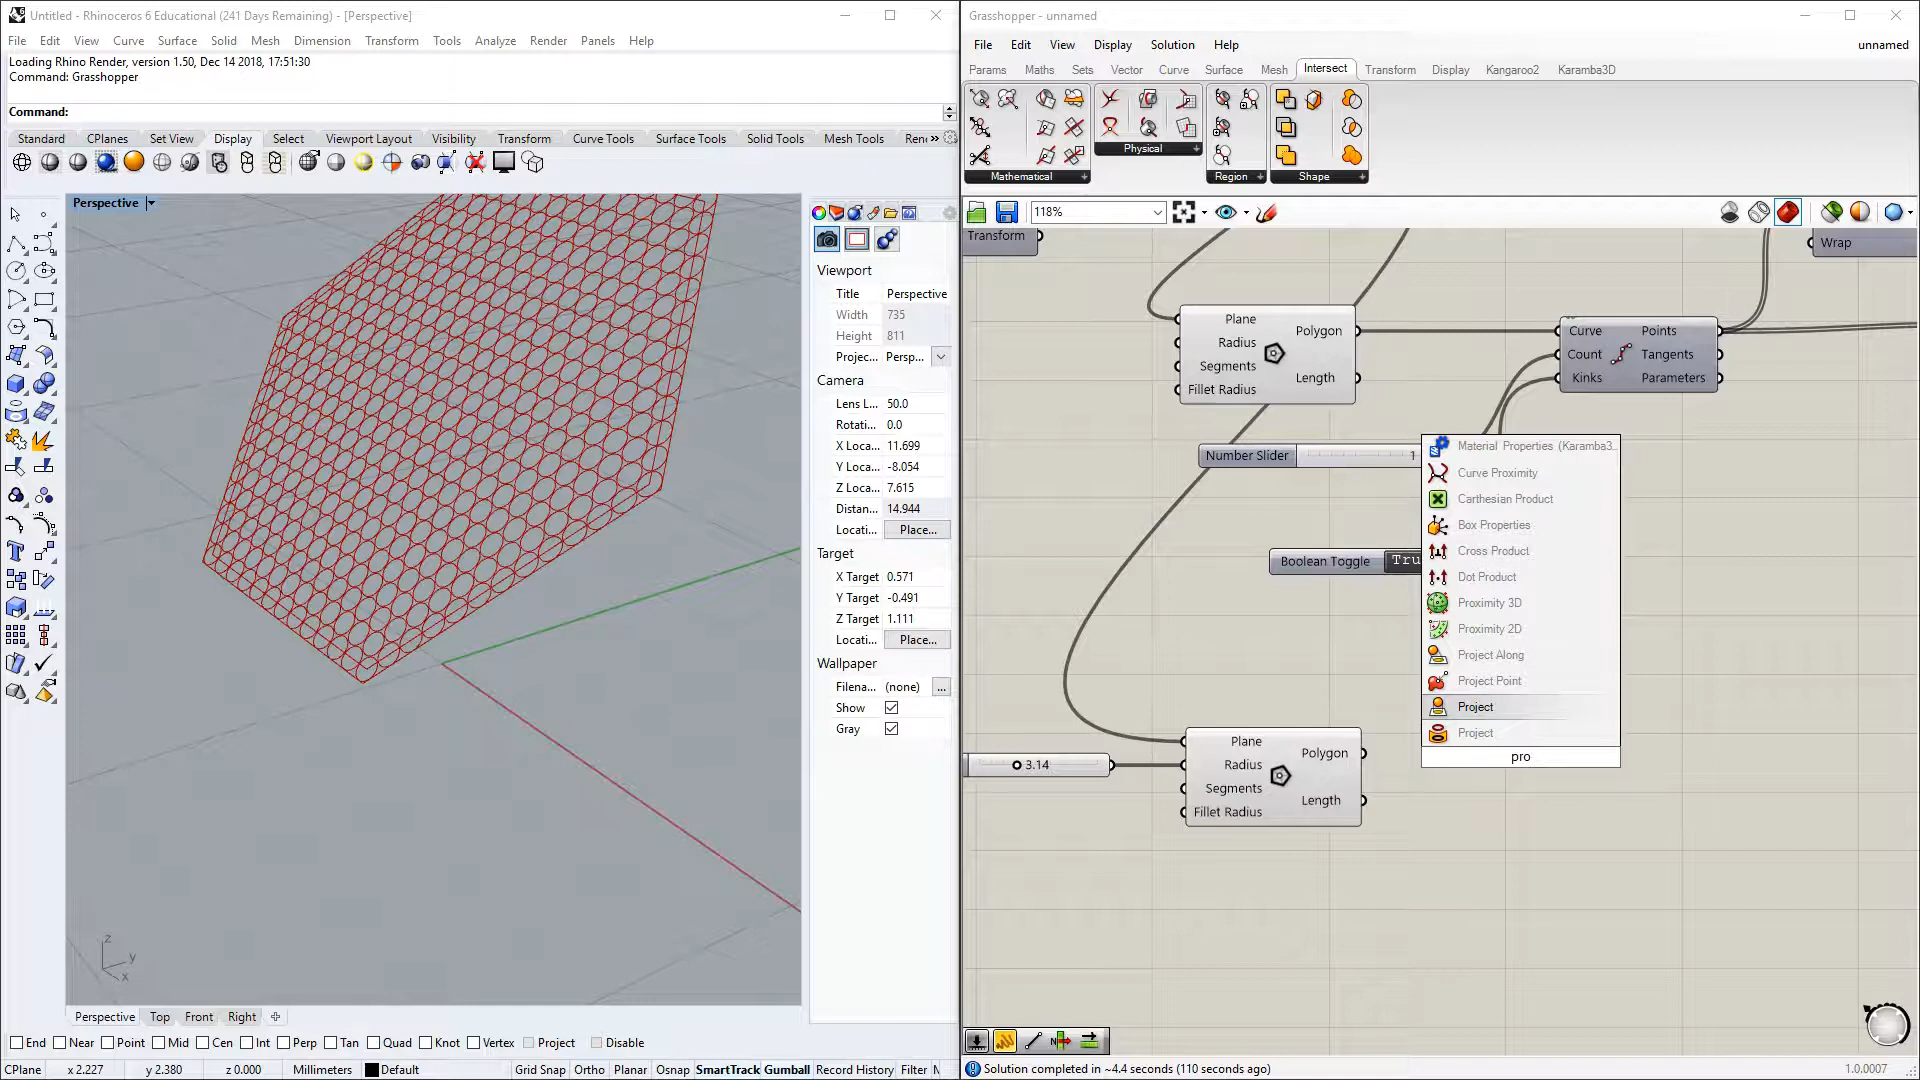 Untitled - Rhinoceros 6 Educational (241 Days Remaining) - [Perspective]
File Edit View Curve Surface Solid Mesh Dimension Transform Tools Analyze Render Panels Help
Loading Rhino Render, version 1.50, Dec 14 2018, 17:51:30
Command: Grasshopper
Command:
Standard CPlanes Set View Display Select Viewport Layout Visibility Transform Curve Tools Surface Tools Solid Tools Mesh Tools Ren
Perspective
Viewport
Title Perspective
Width 735
Height 811
Projec... Persp...
Camera
Lens L... 50.0
Rotati... 0.0
X Loca... 11.699
Y Loca... -8.054
Z Loca... 7.615
Distan... 14.944
Locati... Place...
Target
X Target 0.571
Y Target -0.491
Z Target 1.111
Locati... Place...
Wallpaper
Filena... (none) ...
Show
Gray
z
y
x
Perspective Top Front Right
End Near Point Mid Cen Int Perp Tan Quad Knot Vertex Project Disable
CPlane x 2.227 y 2.380 z 0.000 Millimeters Default Grid Snap Ortho Planar Osnap SmartTrack Gumball Record History Filter M
Grasshopper - unnamed
File Edit View Display Solution Help unnamed
Params Maths Sets Vector Curve Surface Mesh Intersect Transform Display Kangaroo2 Karamba3D
Mathematical Physical Region Shape
118%
Transform
Wrap
Plane
Radius
Segments
Fillet Radius
Polygon
Length
Curve
Count
Kinks
Points
Tangents
Parameters
Number Slider 1
Boolean Toggle Tru
Material Properties (Karamba3...
Curve Proximity
Carthesian Product
Box Properties
Cross Product
Dot Product
Proximity 3D
Proximity 2D
Project Along
Project Point
Project
Project
pro
3.14
Plane
Radius
Segments
Fillet Radius
Polygon
Length
Solution completed in ~4.4 seconds (110 seconds ago)
1.0.0007